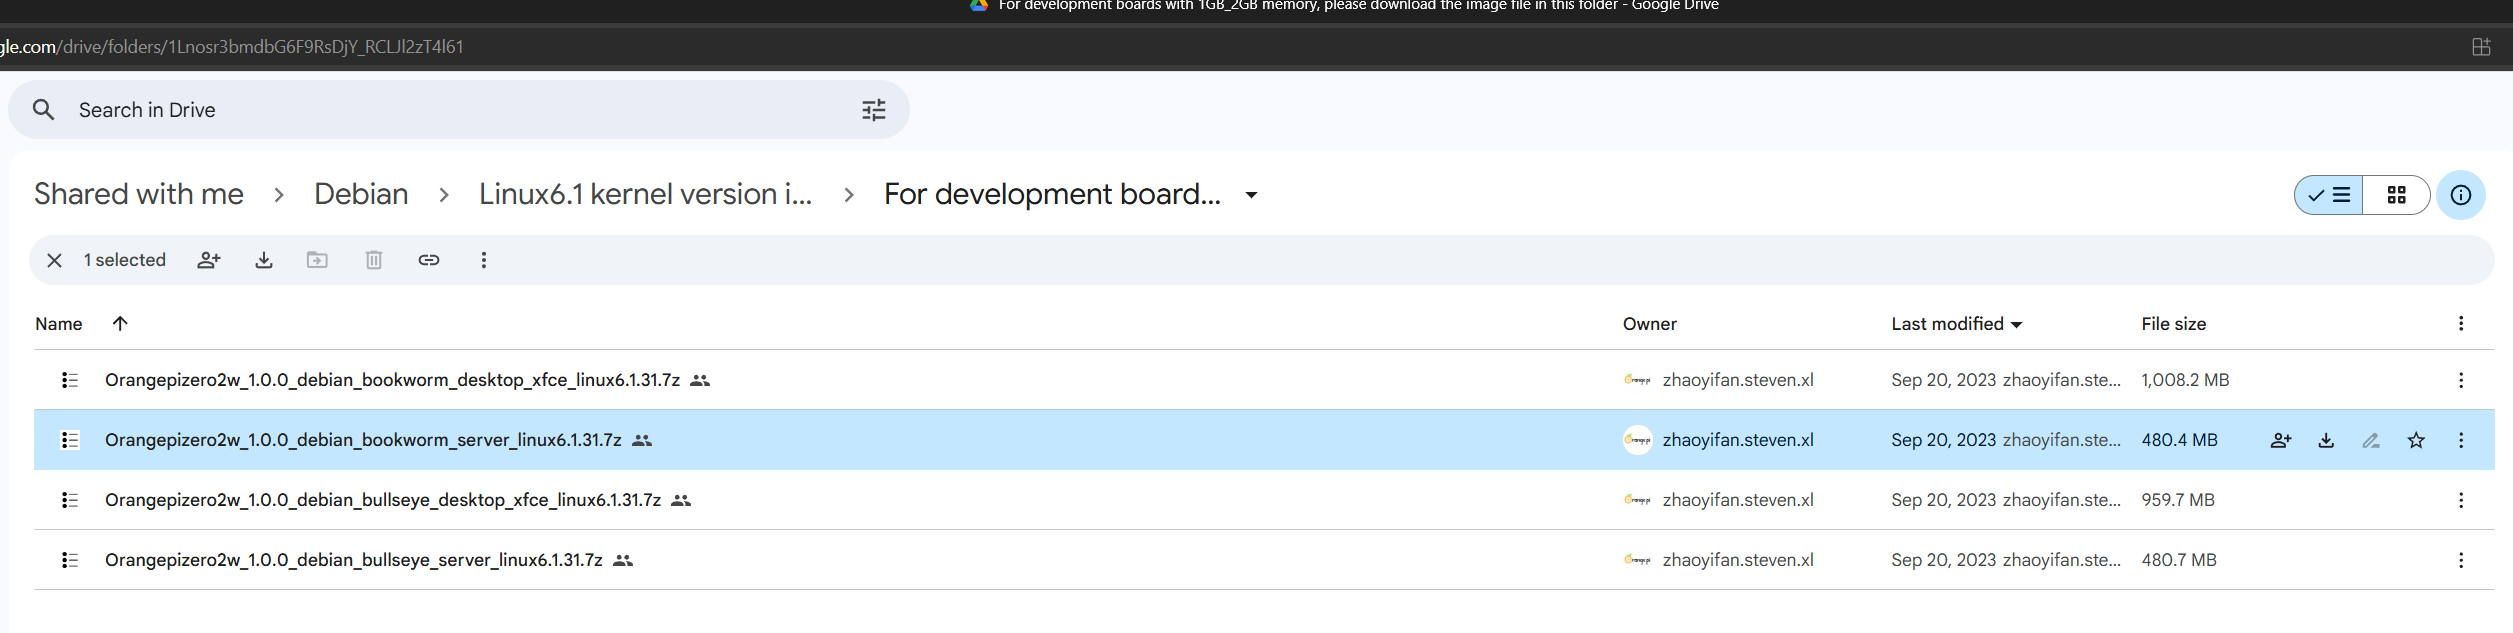 For development boards with 1GB_2GB memory, please download the image file in this folder - Google Drive
gle.com/drive/folders/1Lnosr3bmdbG6F9RsDjY_RCLJl2zT4l61
Search in Drive
Shared with me > Debian > Linux6.1 kernel version i... > For development board...
1 selected
Name Owner Last modified File size
Orangepizero2w_1.0.0_debian_bookworm_desktop_xfce_linux6.1.31.7z zhaoyifan.steven.xl Sep 20, 2023 zhaoyifan.ste... 1,008.2 MB
Orangepizero2w_1.0.0_debian_bookworm_server_linux6.1.31.7z zhaoyifan.steven.xl Sep 20, 2023 zhaoyifan.ste... 480.4 MB
Orangepizero2w_1.0.0_debian_bullseye_desktop_xfce_linux6.1.31.7z zhaoyifan.steven.xl Sep 20, 2023 zhaoyifan.ste... 959.7 MB
Orangepizero2w_1.0.0_debian_bullseye_server_linux6.1.31.7z zhaoyifan.steven.xl Sep 20, 2023 zhaoyifan.ste... 480.7 MB